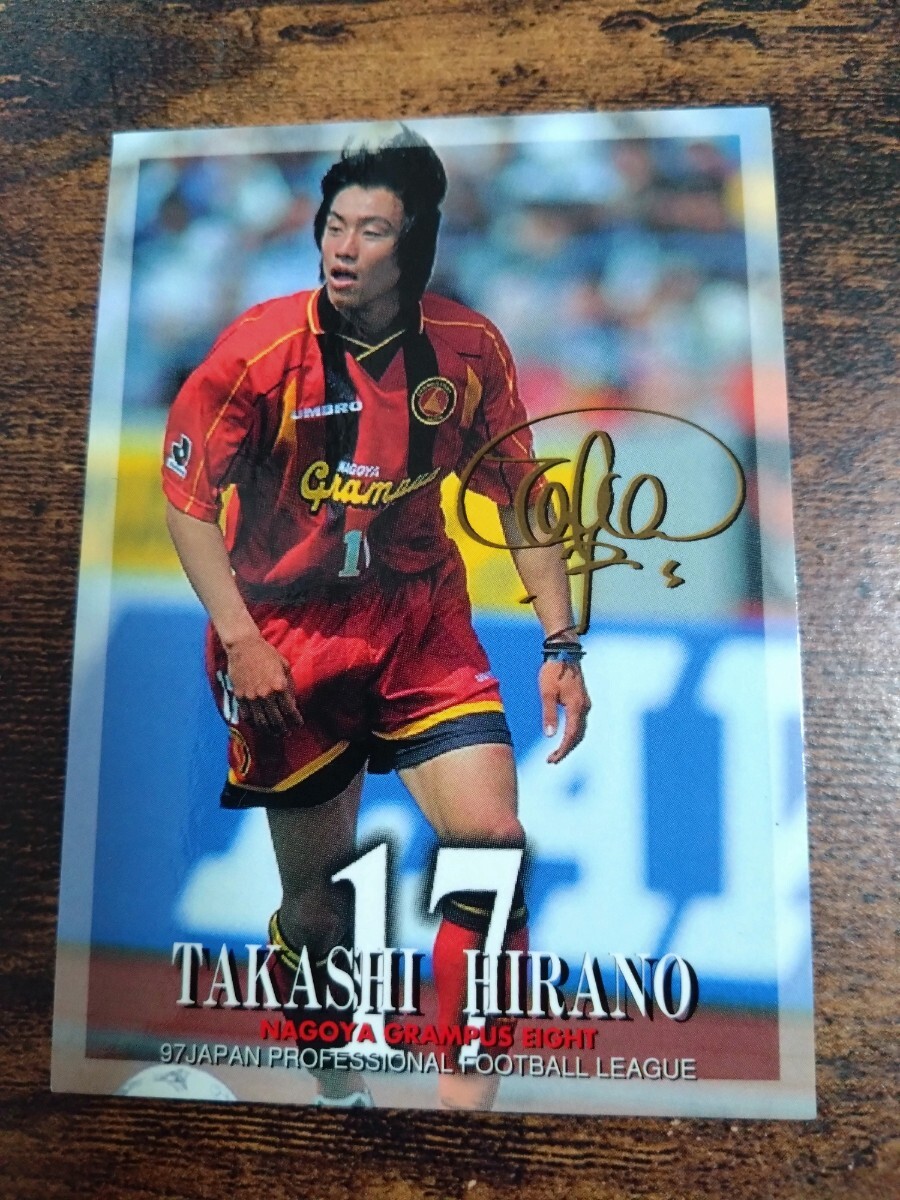 UMBRO
J
NAGOYA
Grampus
17
TAKASHI HIRANO
NAGOYA GRAMPUS EIGHT
97JAPAN PROFESSIONAL FOOTBALL LEAGUE